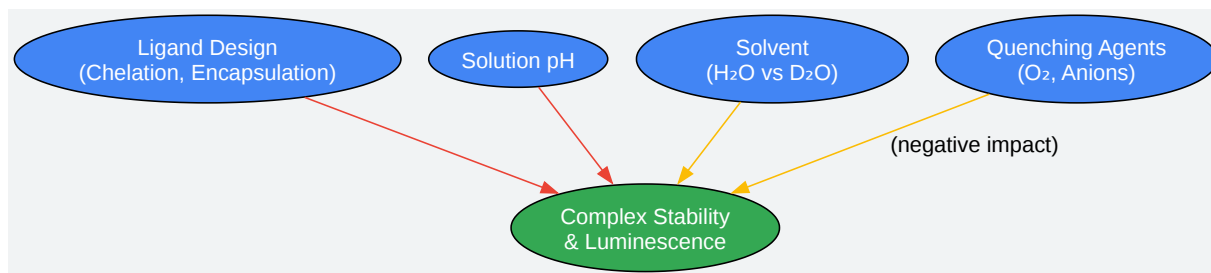 Ligand Design
(Chelation, Encapsulation)
Solution pH
Solvent
(H₂O vs D₂O)
Quenching Agents
(O₂, Anions)
(negative impact)
Complex Stability
& Luminescence